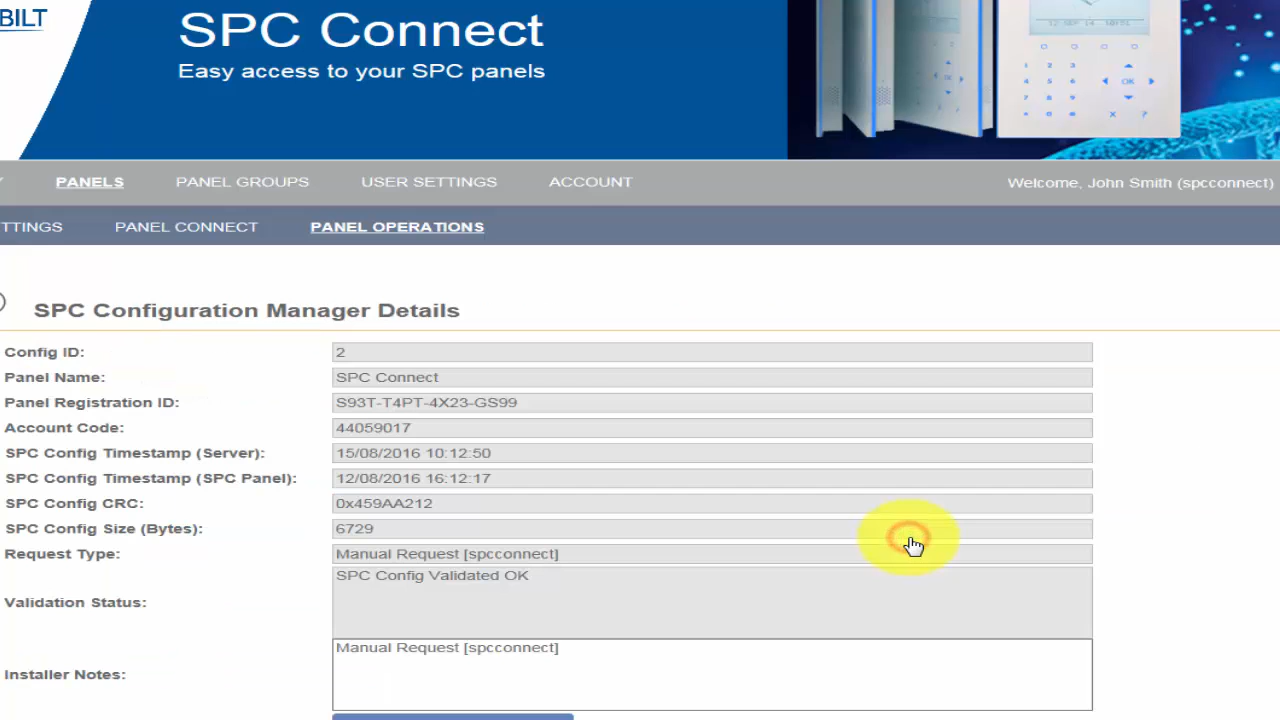 BILT
SPC Connect
Easy access to your SPC panels
12 SEP 14
PANELS PANEL GROUPS USER SETTINGS ACCOUNT Welcome, John Smith (spcconnect)
TTINGS PANEL CONNECT PANEL OPERATIONS
SPC Configuration Manager Details
Config ID: 2
Panel Name: SPC Connect
Panel Registration ID: S93T-T4PT-4X23-GS99
Account Code: 44059017
SPC Config Timestamp (Server): 15/08/2016 10:12:50
SPC Config Timestamp (SPC Panel): 12/08/2016 16:12:17
SPC Config CRC: 0x459AA212
SPC Config Size (Bytes): 6729
Request Type: Manual Request [spcconnect]
Validation Status: SPC Config Validated OK
Installer Notes: Manual Request [spcconnect]